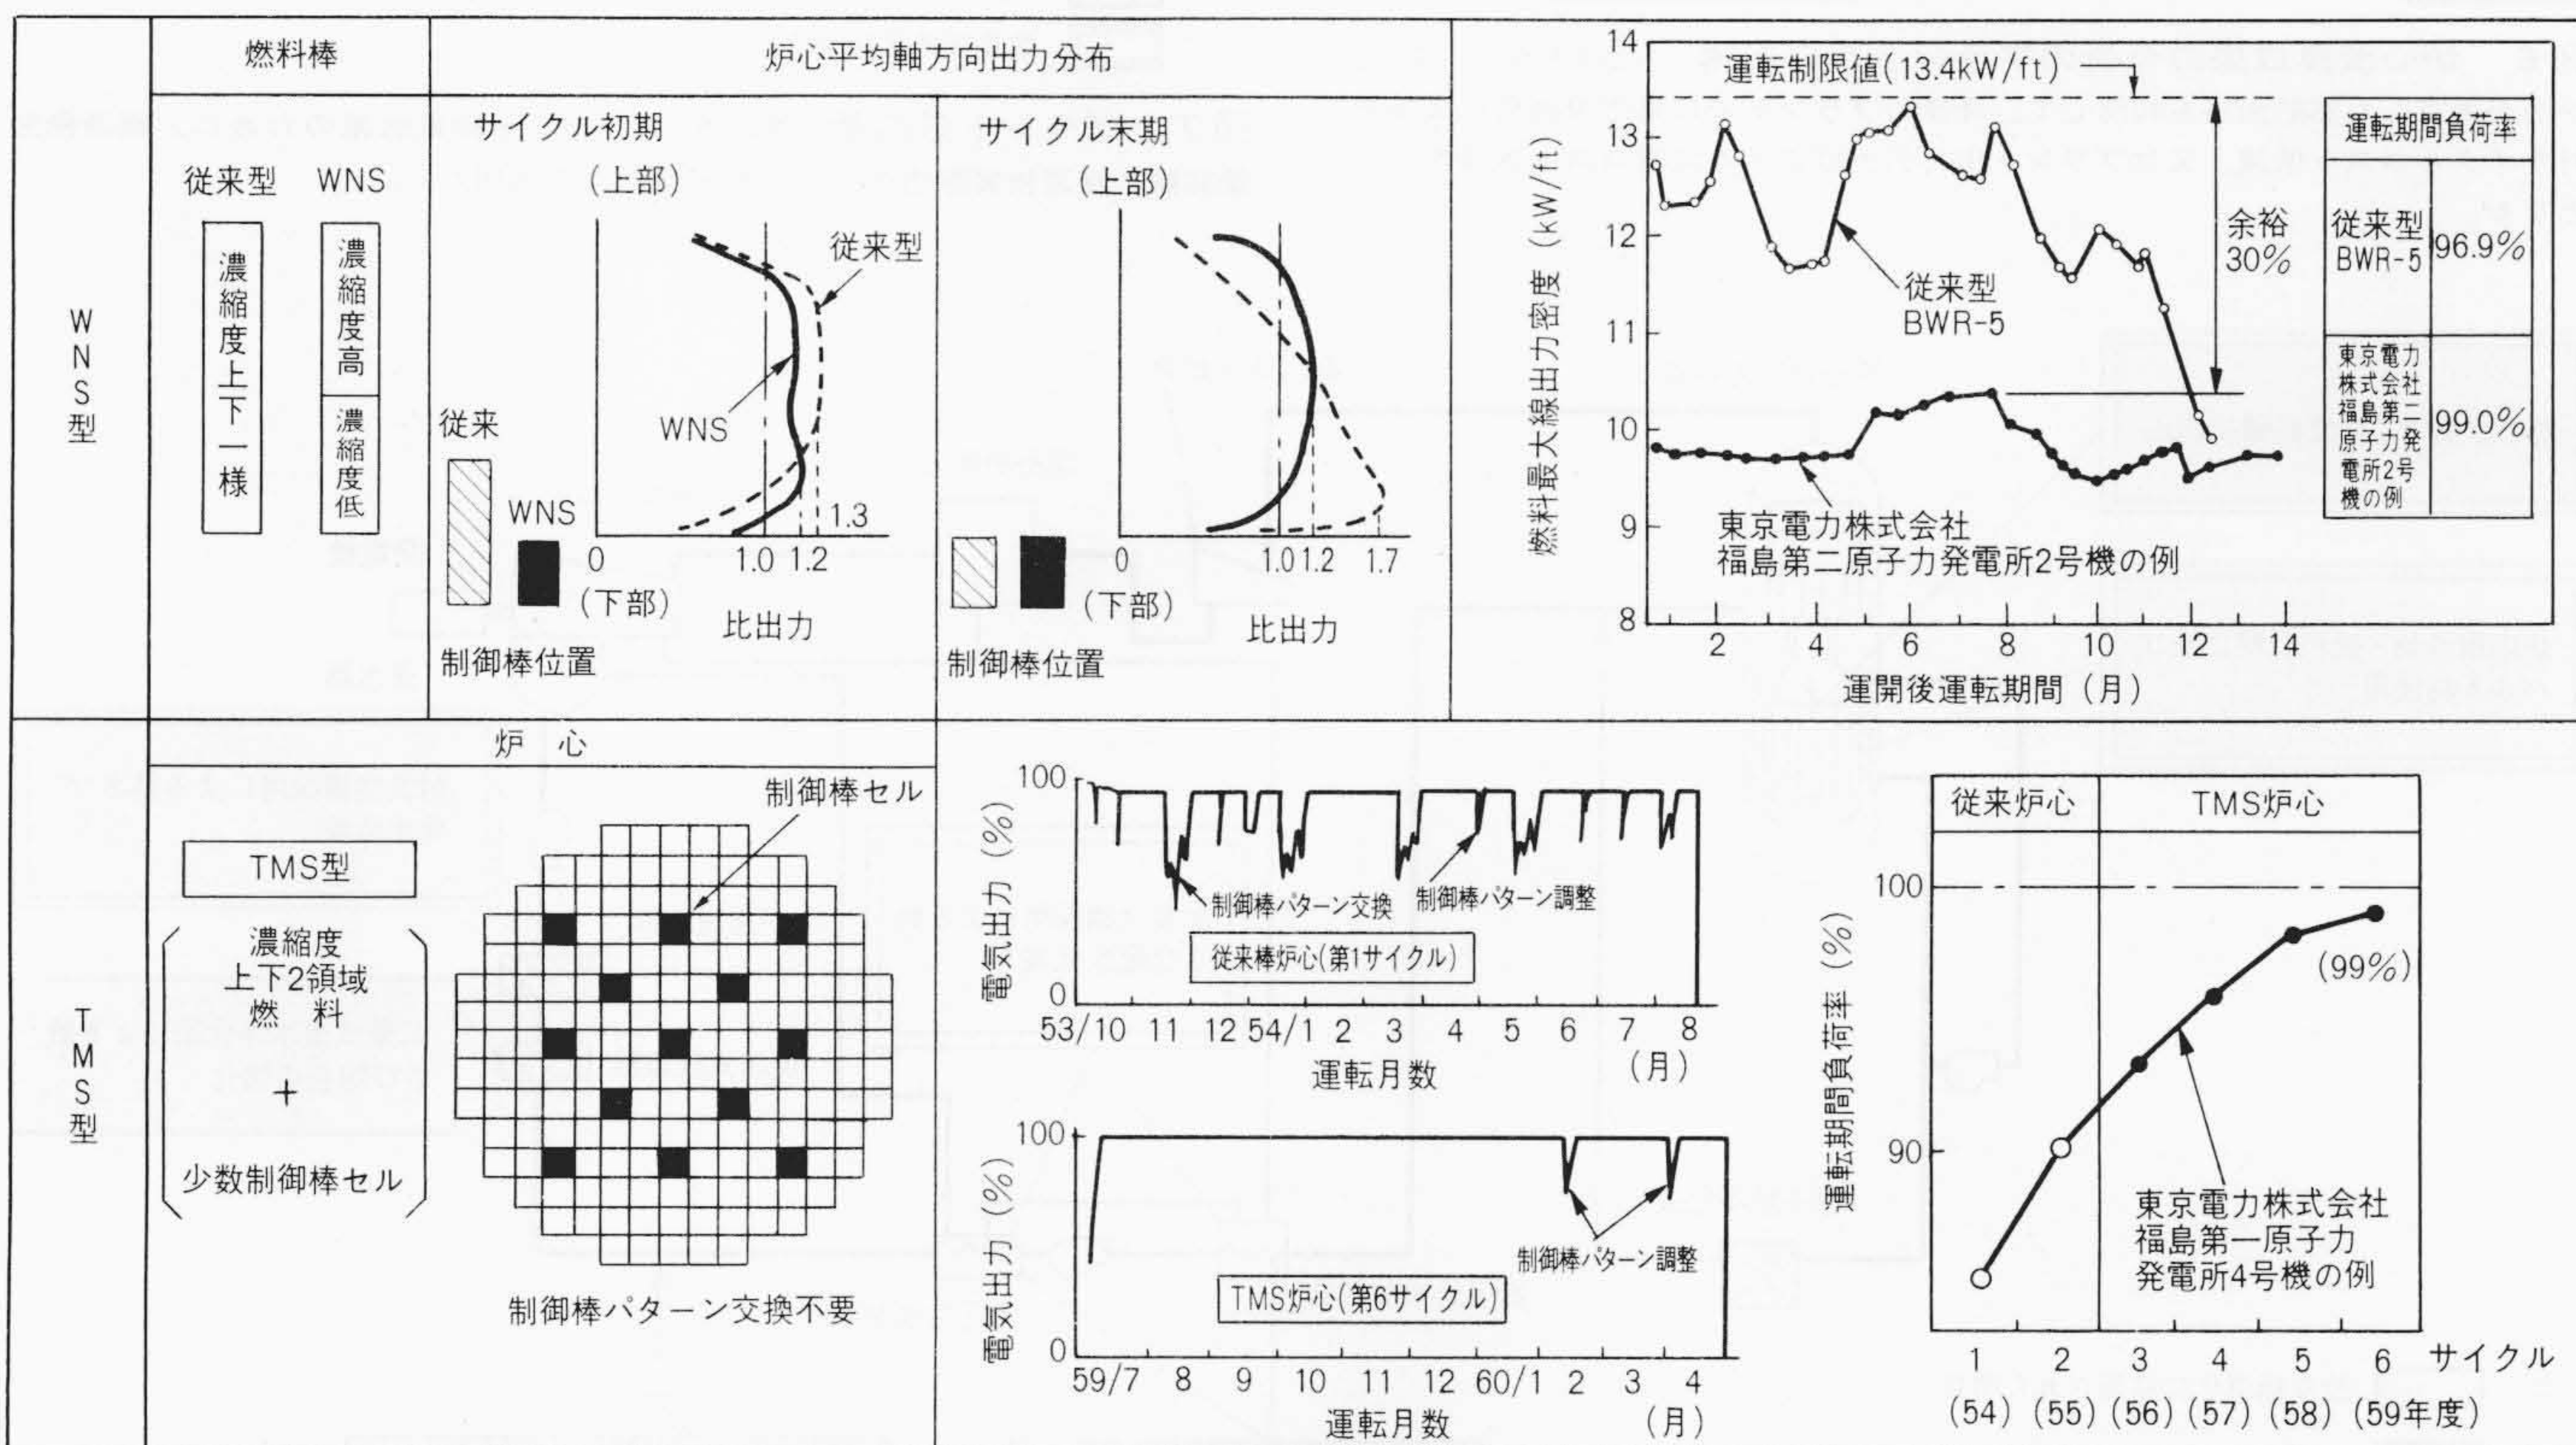 WNS型
燃料棒
炉心平均軸方向出力分布
従来型
WNS
濃縮度上下一様
濃縮度高
濃縮度低
サイクル初期
(上部)
従来型
WNS
従来
WNS
0
1.0
1.2
1.3
(下部)
比出力
制御棒位置
サイクル末期
(上部)
0
1.0
1.2
1.7
(下部)
比出力
制御棒位置
燃料最大線出力密度 (kW/ft)
14
13
12
11
10
9
8
運転制限値(13.4kW/ft)
余裕
30%
従来型
BWR-5
東京電力株式会社
福島第二原子力発電所2号機の例
2 4 6 8 10 12 14
運開後運転期間 (月)
運転期間負荷率
従来型
BWR-5
96.9%
東京電力
株式会社
福島第二
原子力発
電所2号
機の例
99.0%
TMS型
炉 心
TMS型
濃縮度
上下2領域
燃 料
+
少数制御棒セル
制御棒セル
制御棒パターン交換不要
電気出力 (%)
100
0
制御棒パターン交換
制御棒パターン調整
従来棒炉心(第1サイクル)
53/10 11 12 54/1 2 3 4 5 6 7 8
運転月数
(月)
電気出力 (%)
100
0
制御棒パターン調整
TMS炉心(第6サイクル)
59/7 8 9 10 11 12 60/1 2 3 4
運転月数
(月)
従来炉心
TMS炉心
運転期間負荷率 (%)
100
90
(99%)
東京電力株式会社
福島第一原子力
発電所4号機の例
1 2 3 4 5 6 サイクル
(54) (55) (56) (57) (58) (59年度)